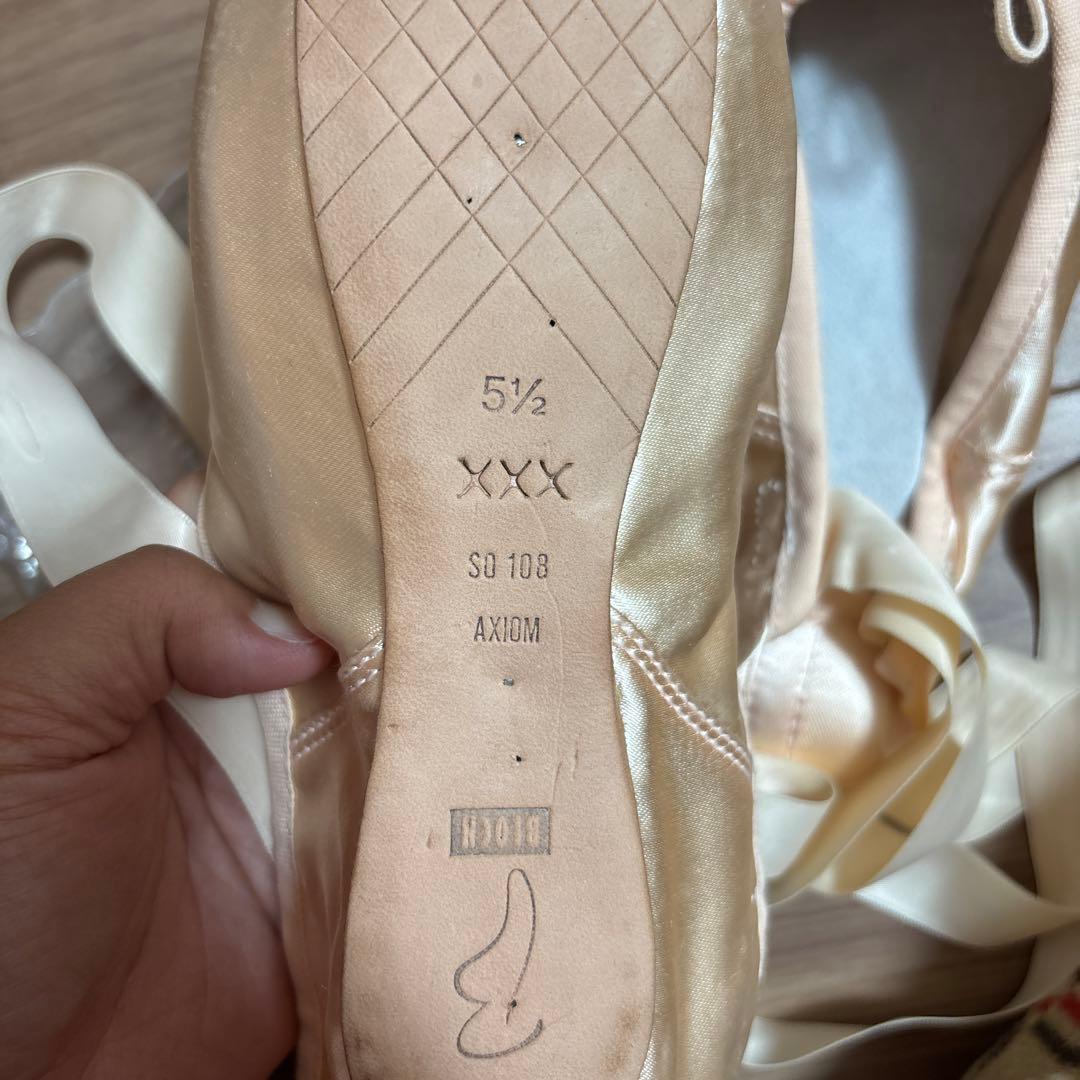 5½
XXX
SO 108
AXIOM
BLOCH